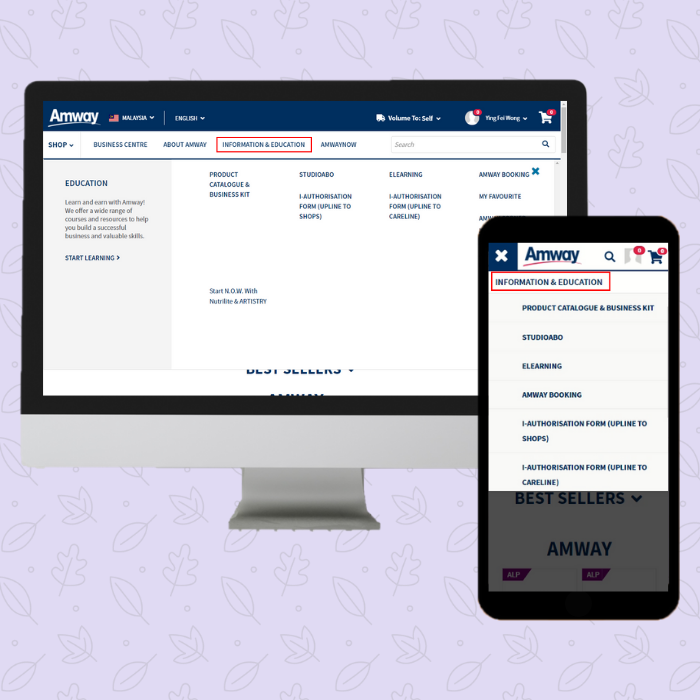 Amway
MALAYSIA
ENGLISH
Volume To: Self
0
Ying Fei Wong
0
SHOP
BUSINESS CENTRE
ABOUT AMWAY
INFORMATION & EDUCATION
AMWAYNOW
Search
EDUCATION
Learn and earn with Amway!
We offer a wide range of
courses and resources to help
you build a successful
business and valuable skills.
START LEARNING >
PRODUCT
CATALOGUE &
BUSINESS KIT
STUDIOABO
I-AUTHORISATION
FORM (UPLINE TO
SHOPS)
ELEARNING
I-AUTHORISATION
FORM (UPLINE TO
CARELINE)
AMWAY BOOKING
MY FAVOURITE
Start N.O.W. With
Nutrilite & ARTISTRY
BEST SELLERS
AMWAY
Amway
0
0
INFORMATION & EDUCATION
PRODUCT CATALOGUE & BUSINESS KIT
STUDIOABO
ELEARNING
AMWAY BOOKING
I-AUTHORISATION FORM (UPLINE TO
SHOPS)
I-AUTHORISATION FORM (UPLINE TO
CARELINE)
BEST SELLERS
AMWAY
ALP
ALP